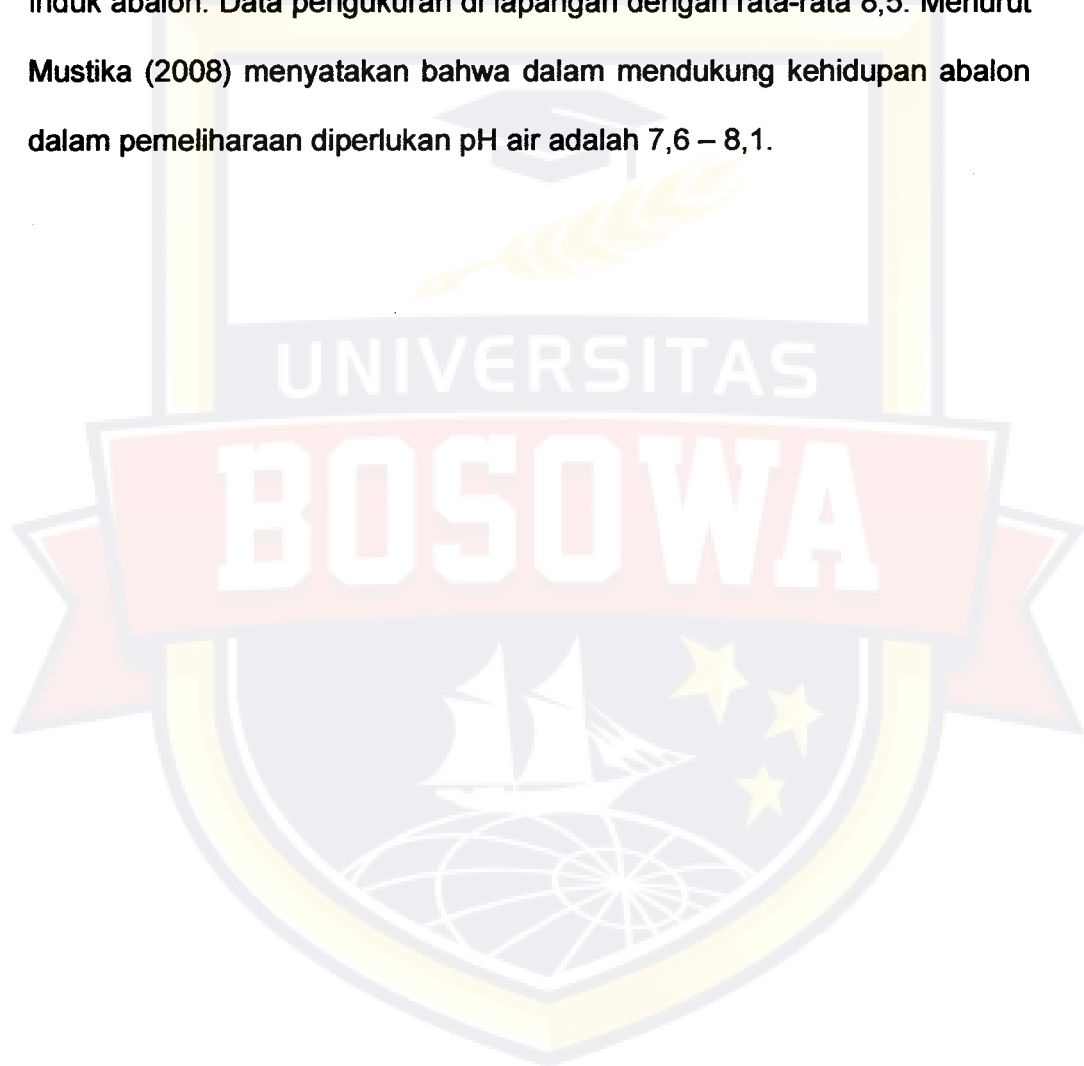 induk abalon. Data pengukuran di lapangan dengan rata-rata 8,5. Menurut
Mustika (2008) menyatakan bahwa dalam mendukung kehidupan abalon
dalam pemeliharaan diperlukan pH air adalah 7,6 – 8,1.
UNIVERSITAS
BOSOWA